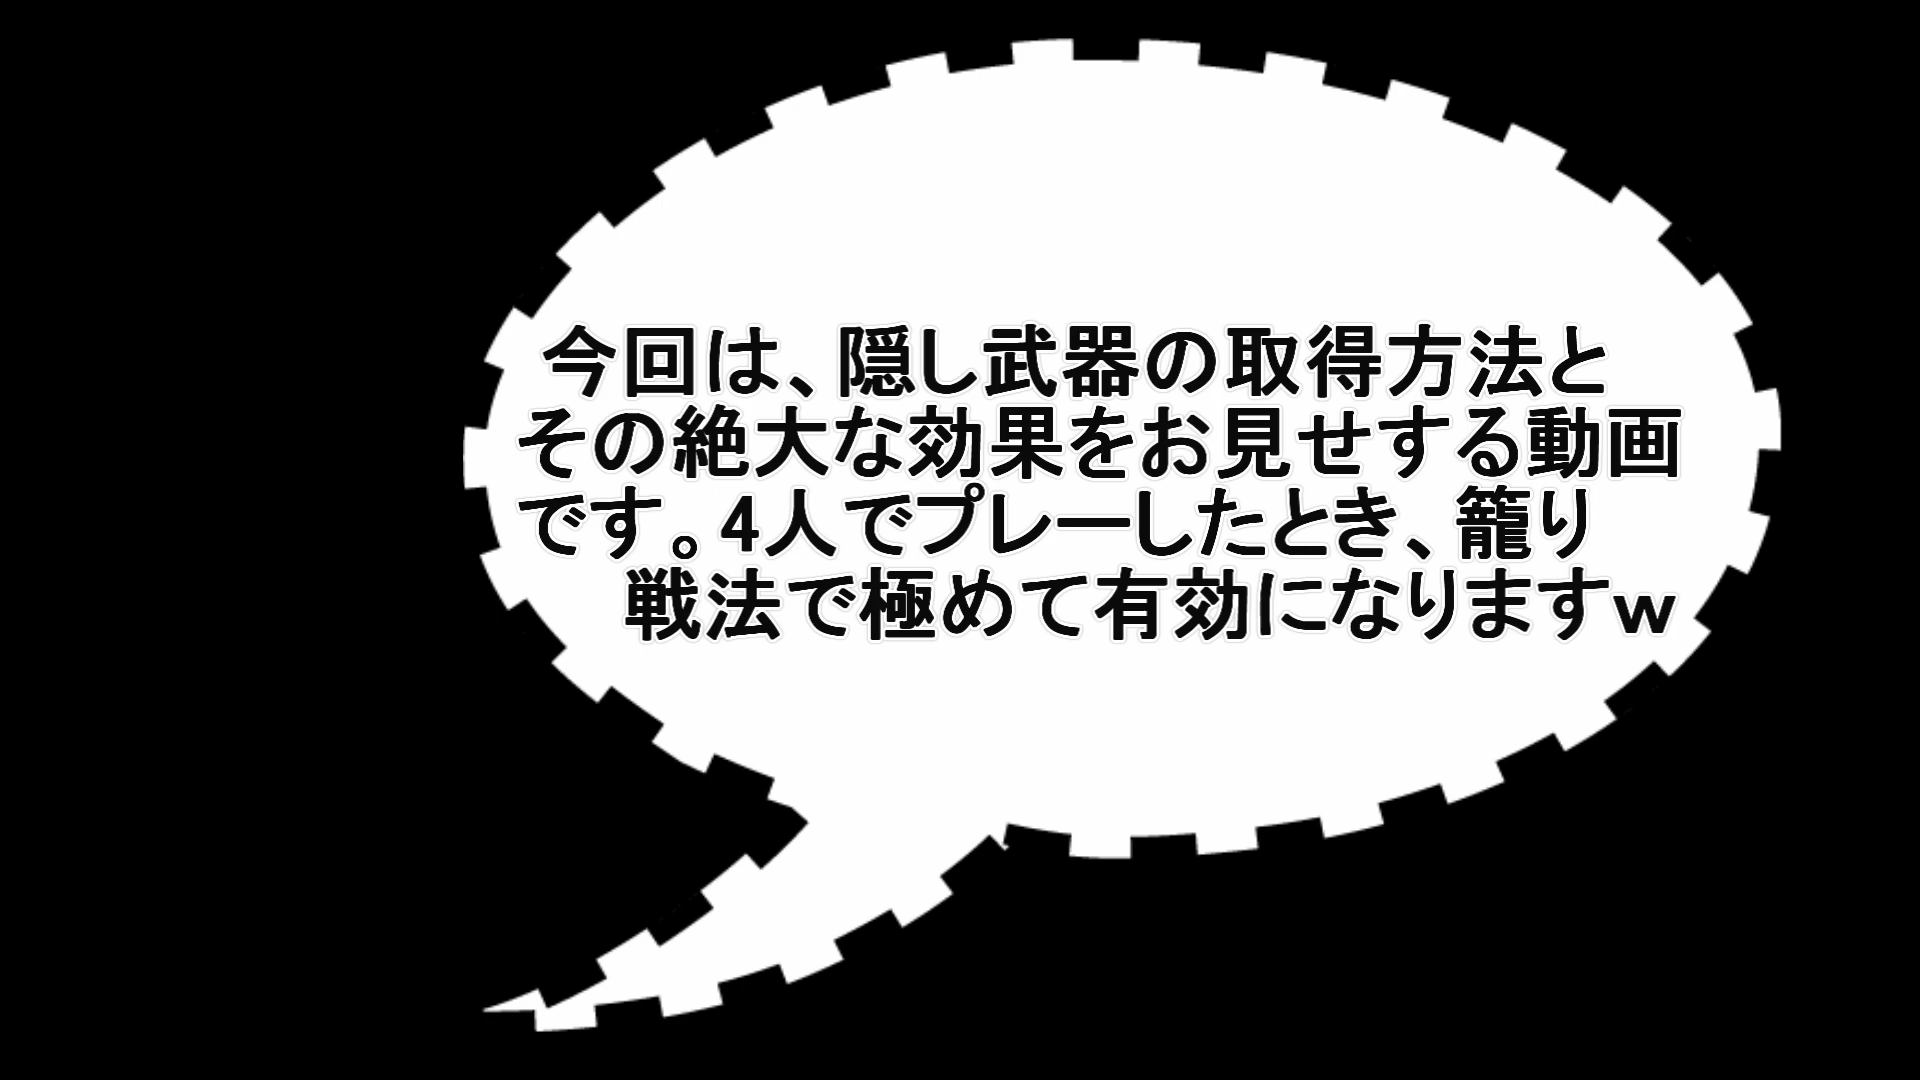 今回は、隠し武器の取得方法と
その絶大な効果をお見せする動画
です。4人でプレーしたとき、籠り
戦法で極めて有効になりますw